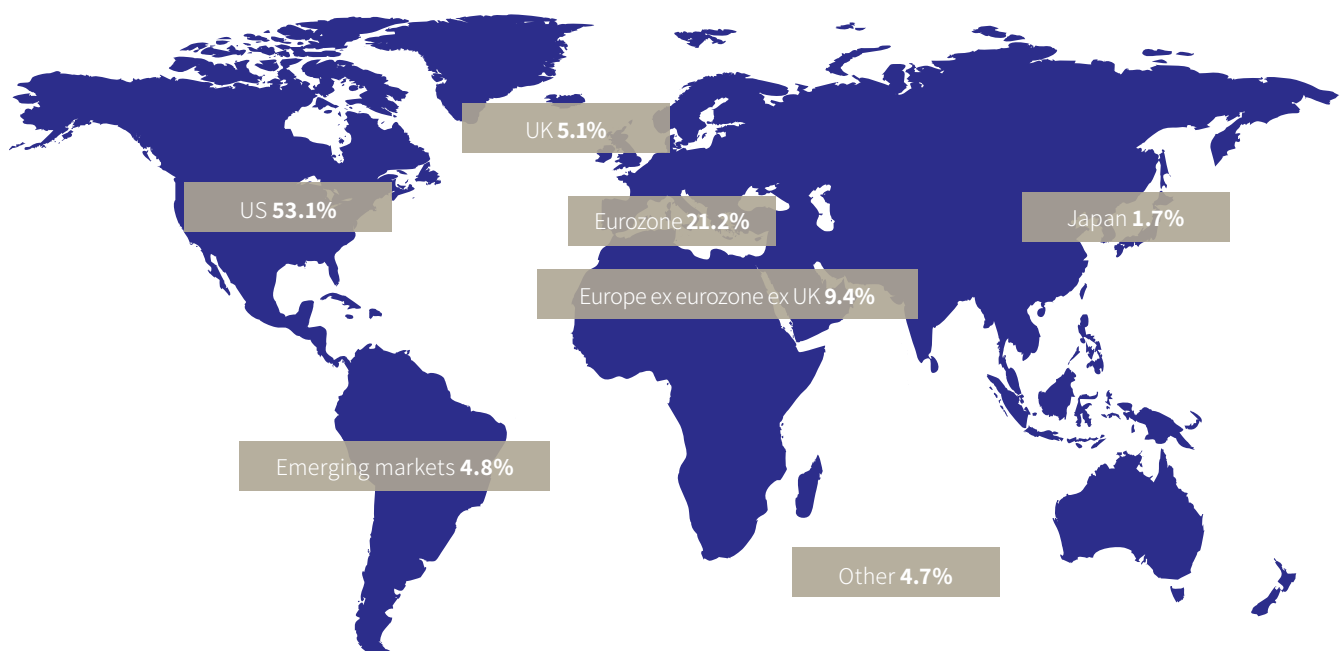 UK 5.1%
US 53.1%
Eurozone 21.2%
Japan 1.7%
Europe ex eurozone ex UK 9.4%
Emerging markets 4.8%
Other 4.7%